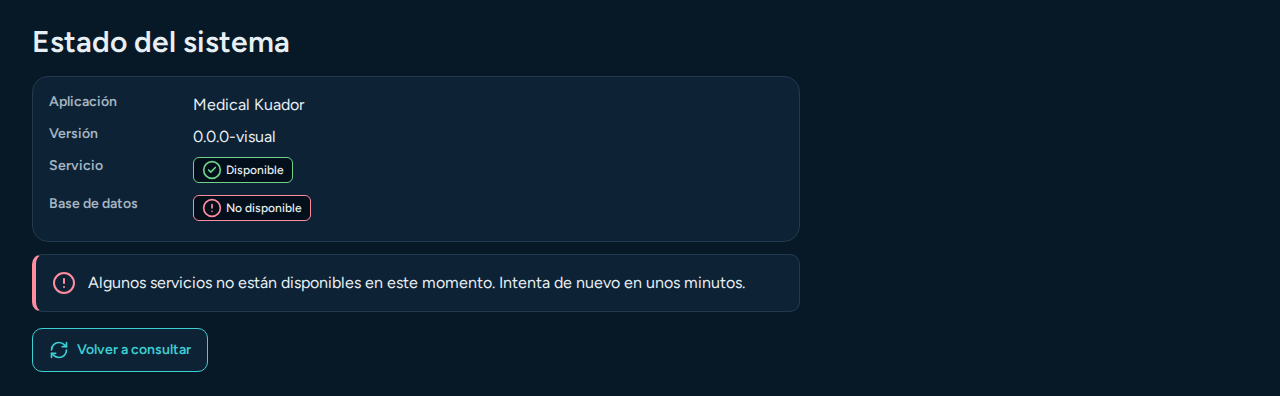 Estado del sistema
Aplicación Medical Kuador
Versión 0.0.0-visual
Servicio Disponible
Base de datos No disponible
Algunos servicios no están disponibles en este momento. Intenta de nuevo en unos minutos.
Volver a consultar